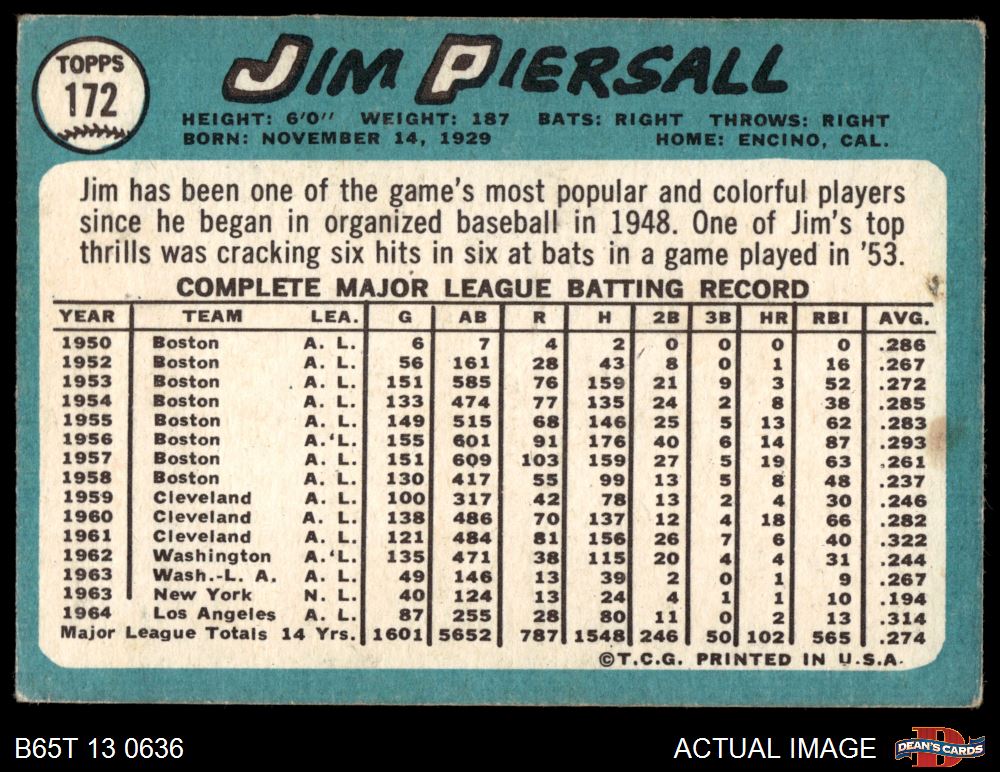 TOPPS
172
JIM PIERSALL
HEIGHT: 6'0" WEIGHT: 187 BATS: RIGHT THROWS: RIGHT
BORN: NOVEMBER 14, 1929 HOME: ENCINO, CAL.
Jim has been one of the game's most popular and colorful players
since he began in organized baseball in 1948. One of Jim's top
thrills was cracking six hits in six at bats in a game played in '53.
COMPLETE MAJOR LEAGUE BATTING RECORD
YEAR TEAM LEA. G AB R H 2B 3B HR RBI AVG.
1950 Boston A. L. 6 7 4 2 0 0 0 0 .286
1952 Boston A. L. 56 161 28 43 8 0 1 16 .267
1953 Boston A. L. 151 585 76 159 21 9 3 52 .272
1954 Boston A. L. 133 474 77 135 24 2 8 38 .285
1955 Boston A. L. 149 515 68 146 25 5 13 62 .283
1956 Boston A. L. 155 601 91 176 40 6 14 87 .293
1957 Boston A. L. 151 609 103 159 27 5 19 63 .261
1958 Boston A. L. 130 417 55 99 13 5 8 48 .237
1959 Cleveland A. L. 100 317 42 78 13 2 4 30 .246
1960 Cleveland A. L. 138 486 70 137 12 4 18 66 .282
1961 Cleveland A. L. 121 484 81 156 26 7 6 40 .322
1962 Washington A. L. 135 471 38 115 20 4 4 31 .244
1963 Wash.-L. A. A. L. 49 146 13 39 2 0 1 9 .267
1963 New York N. L. 40 124 13 24 4 1 1 10 .194
1964 Los Angeles A. L. 87 255 28 80 11 0 2 13 .314
Major League Totals 14 Yrs. 1601 5652 787 1548 246 50 102 565 .274
©T.C.G. PRINTED IN U.S.A.
B65T 13 0636 ACTUAL IMAGE
D
DEAN'S CARDS